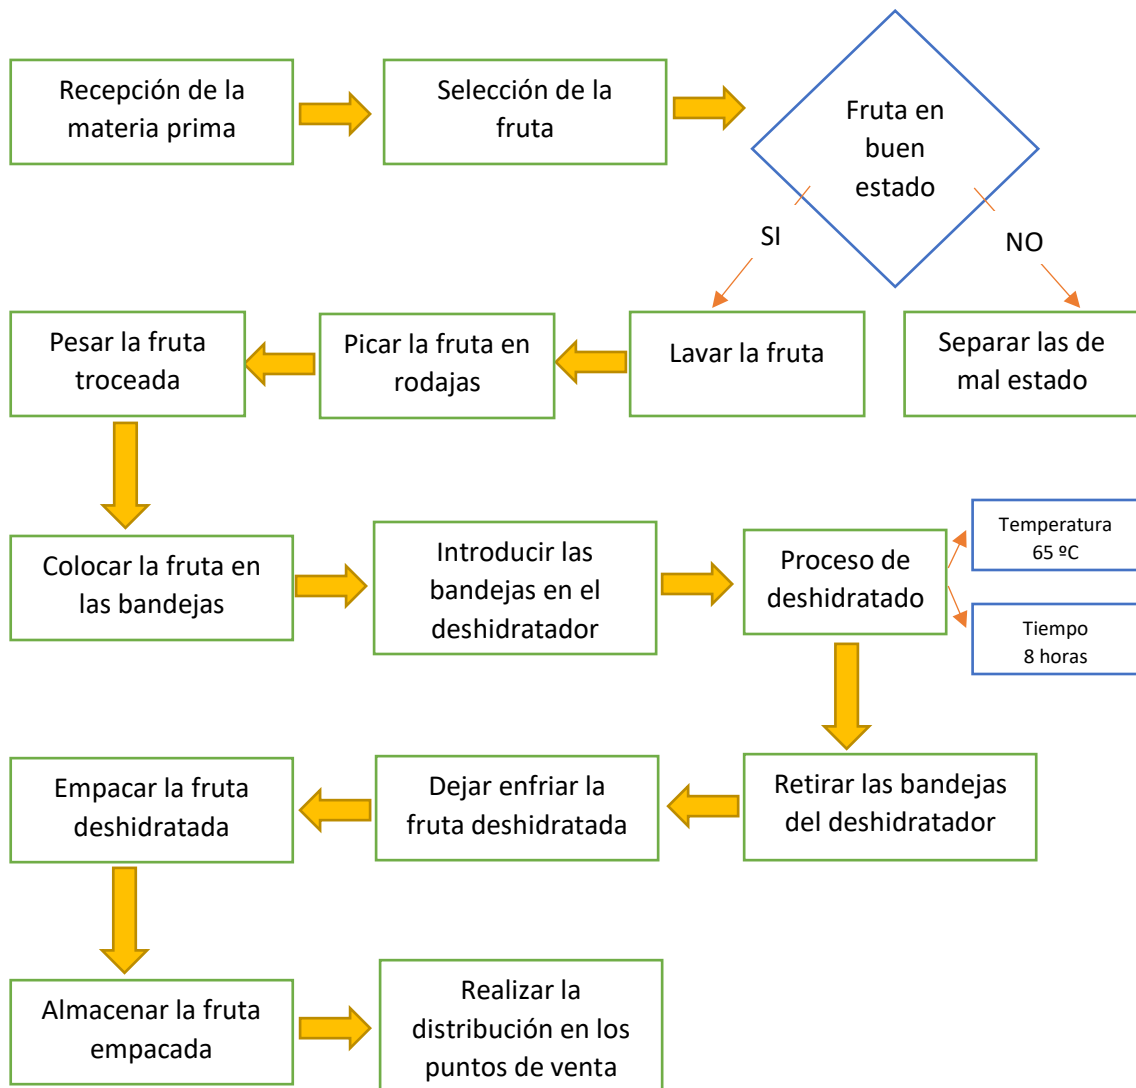 Recepción de la
materia prima
Selección de la
fruta
Fruta en
buen
estado
SI
NO
Pesar la fruta
troceada
Picar la fruta en
rodajas
Lavar la fruta
Separar las de
mal estado
Colocar la fruta en
las bandejas
Introducir las
bandejas en el
deshidratador
Proceso de
deshidratado
Temperatura
65 ºC
Tiempo
8 horas
Empacar la fruta
deshidratada
Dejar enfriar la
fruta deshidratada
Retirar las bandejas
del deshidratador
Almacenar la fruta
empacada
Realizar la
distribución en los
puntos de venta